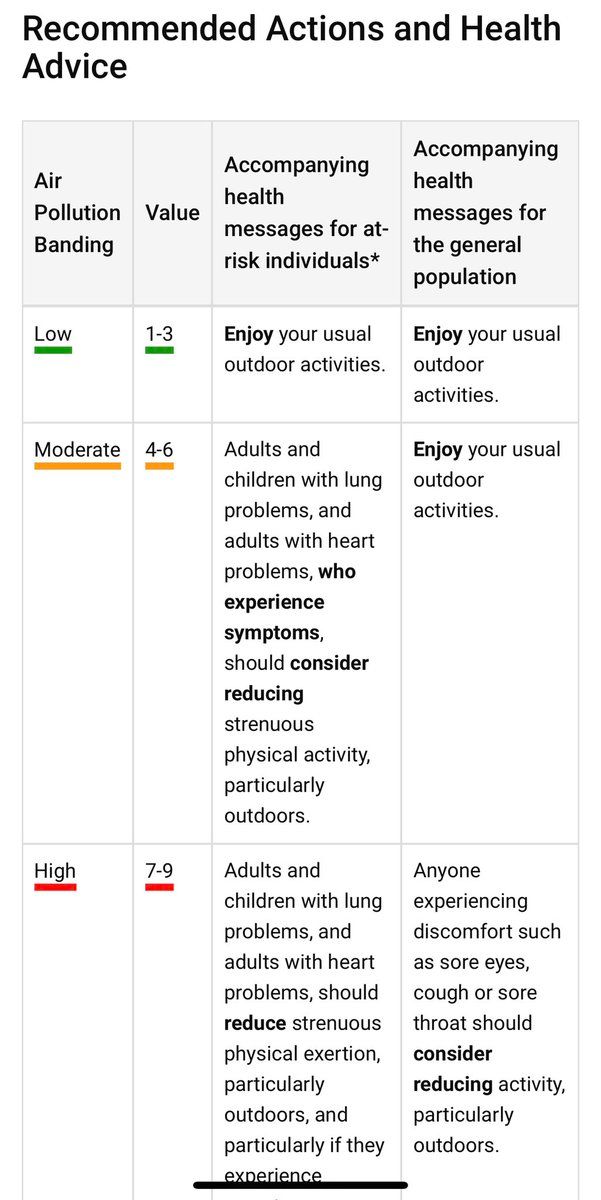 Recommended Actions and Health
Advice
Air
Pollution
Banding
Value
Accompanying
health
messages for at-
risk individuals*
Accompanying
health
messages for
the general
population
Low
1-3
Enjoy your usual
outdoor activities.
Enjoy your usual
outdoor
activities.
Moderate
4-6
Adults and
children with lung
problems, and
adults with heart
problems, who
experience
symptoms,
should consider
reducing
strenuous
physical activity,
particularly
outdoors.
Enjoy your usual
outdoor
activities.
High
7-9
Adults and
children with lung
problems, and
adults with heart
problems, should
reduce strenuous
physical exertion,
particularly
outdoors, and
particularly if they
experience
Anyone
experiencing
discomfort such
as sore eyes,
cough or sore
throat should
consider
reducing activity,
particularly
outdoors.